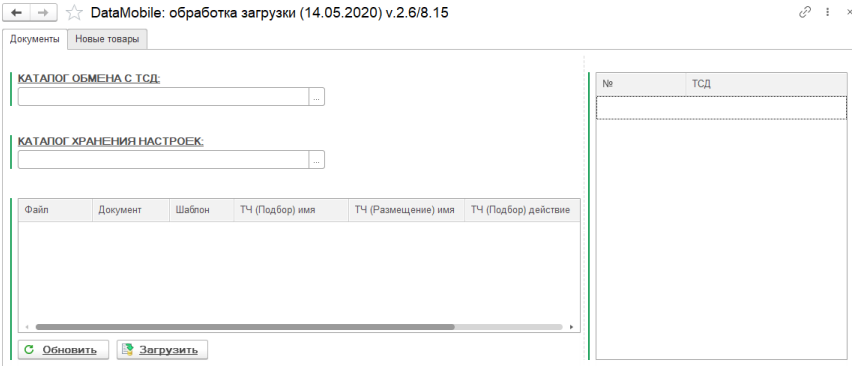 DataMobile: обработка загрузки (14.05.2020) v.2.6/8.15
Документы Новые товары
КАТАЛОГ ОБМЕНА С ТСД:
...
КАТАЛОГ ХРАНЕНИЯ НАСТРОЕК:
...
Файл Документ Шаблон ТЧ (Подбор) имя ТЧ (Размещение) имя ТЧ (Подбор) действие
№ ТСД
Обновить Загрузить